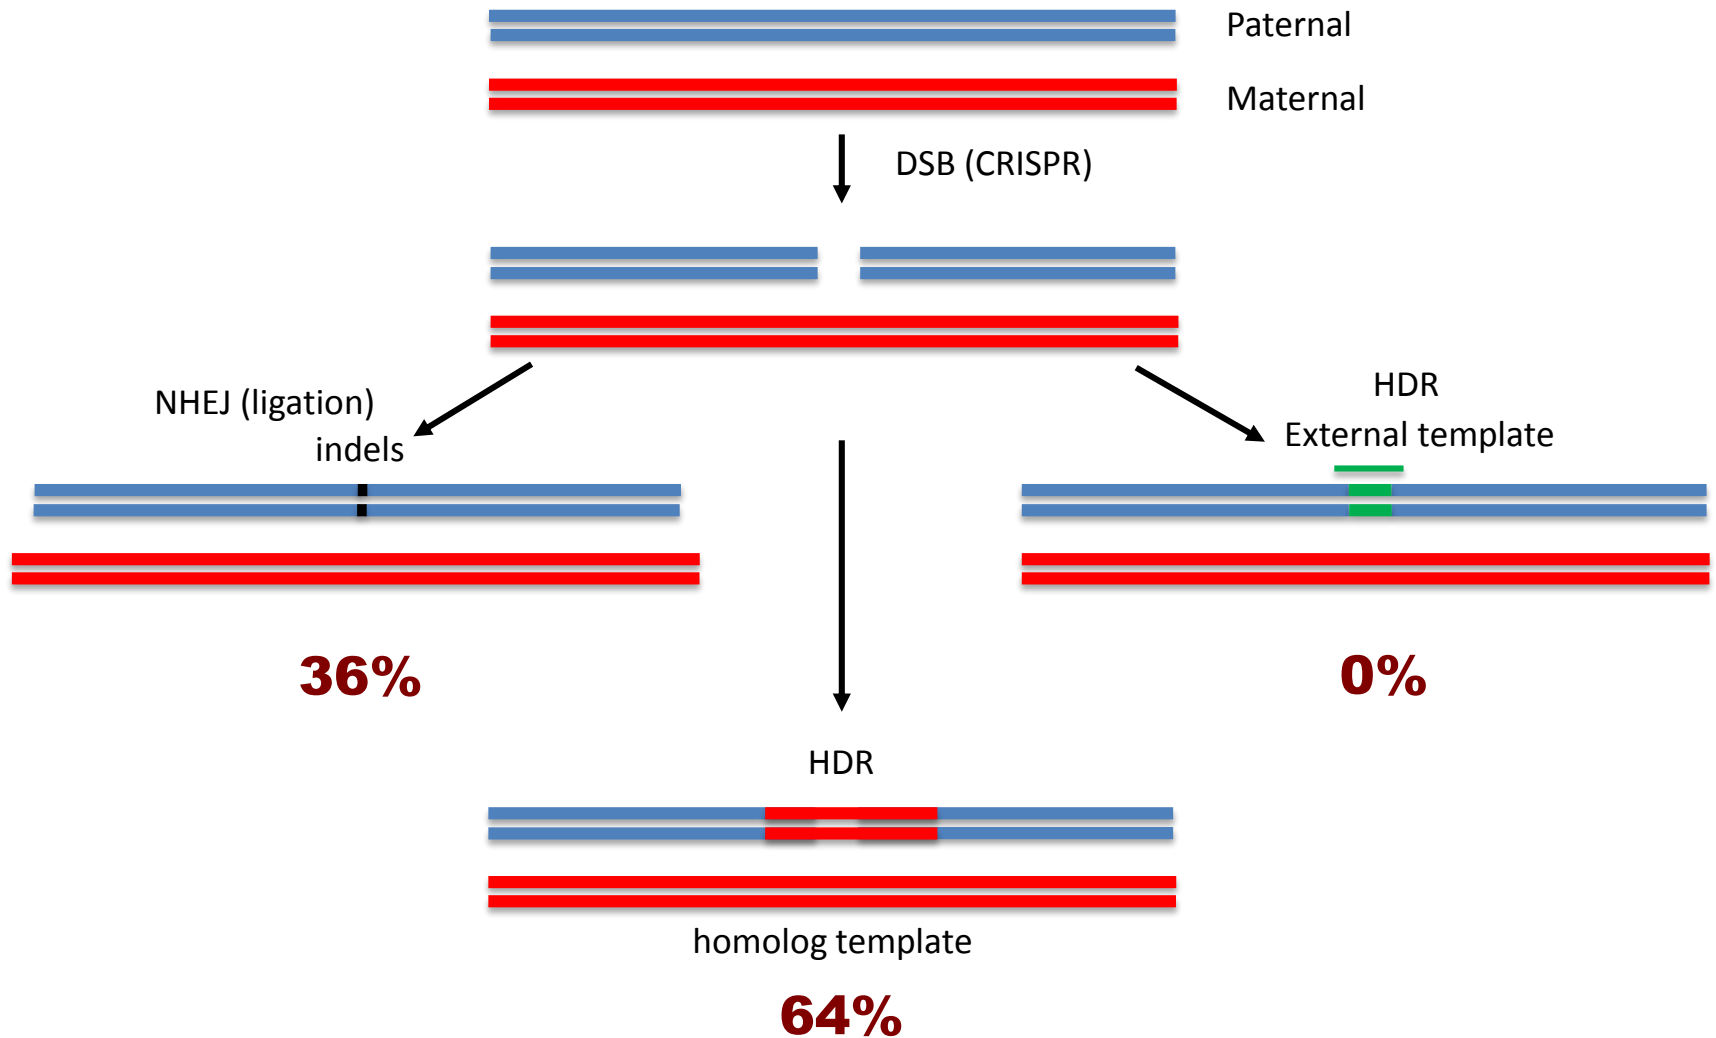 Paternal
Maternal
DSB (CRISPR)
NHEJ (ligation)
indels
HDR
External template
36%
0%
HDR
homolog template
64%